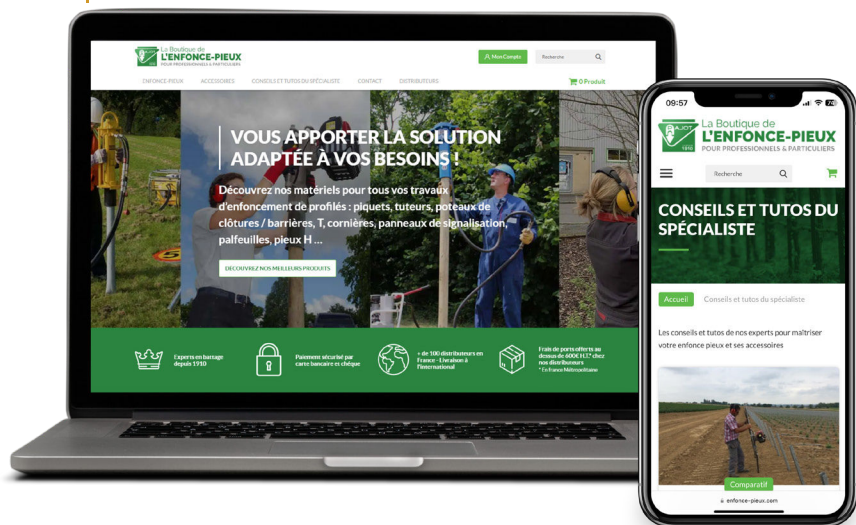 La Boutique de
L'ENFONCE-PIEUX
POUR PROFESSIONNELS & PARTICULIERS
Mon Compte
Recherche
ENFONCE-PIEUX ACCESSOIRES CONSEILS ET TUTOS DU SPÉCIALISTE CONTACT DISTRIBUTEURS
0 Produit
VOUS APPORTER LA SOLUTION
ADAPTÉE À VOS BESOINS !
Découvrez nos matériels pour tous vos travaux
d'enfoncement de profilés : piquets, tuteurs, poteaux de
clôtures / barrières, T, cornières, panneaux de signalisation,
palfeuilles, pieux H ...
DÉCOUVREZ NOS MEILLEURS PRODUITS
Experts en battage
depuis 1910
Paiement sécurisé par
carte bancaire et chèque
+ de 100 distributeurs en
France - Livraison à
l'international
Frais de ports offerts au
dessus de 600€ H.T.* chez
nos distributeurs
* En France Métropolitaine
09:57
AJOT
1910
La Boutique de
L'ENFONCE-PIEUX
POUR PROFESSIONNELS & PARTICULIERS
Recherche
CONSEILS ET TUTOS DU
SPÉCIALISTE
Accueil Conseils et tutos du spécialiste
Les conseils et tutos de nos experts pour maîtriser
votre enfonce pieux et ses accessoires
Comparatif
enfonce-pieux.com